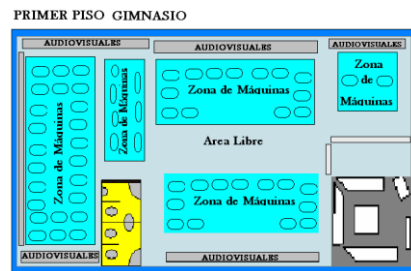 PRIMER PISO GIMNASIO
AUDIOVISUALES
AUDIOVISUALES
AUDIOVISUALES
Zona de Máquinas
Zona de Máquinas
Zona de Máquinas
Zona
de
Máquinas
Area Libre
Zona de Máquinas
AUDIOVISUALES
AUDIOVISUALES